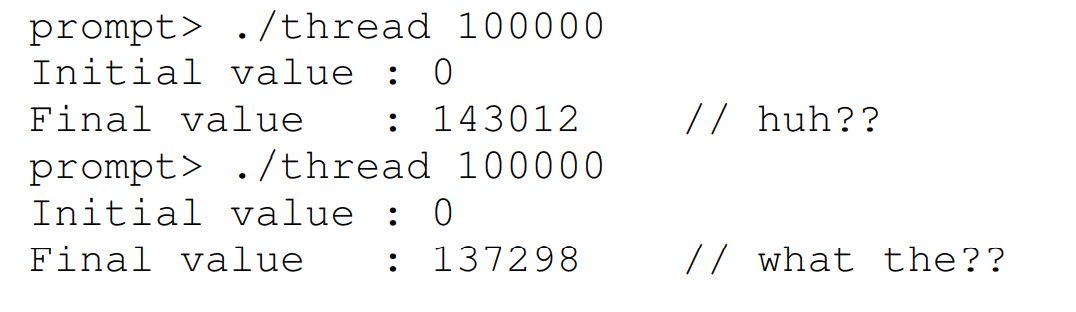 prompt> ./thread 100000
Initial value : 0
Final value   : 143012     // huh??
prompt> ./thread 100000
Initial value : 0
Final value   : 137298     // what the??